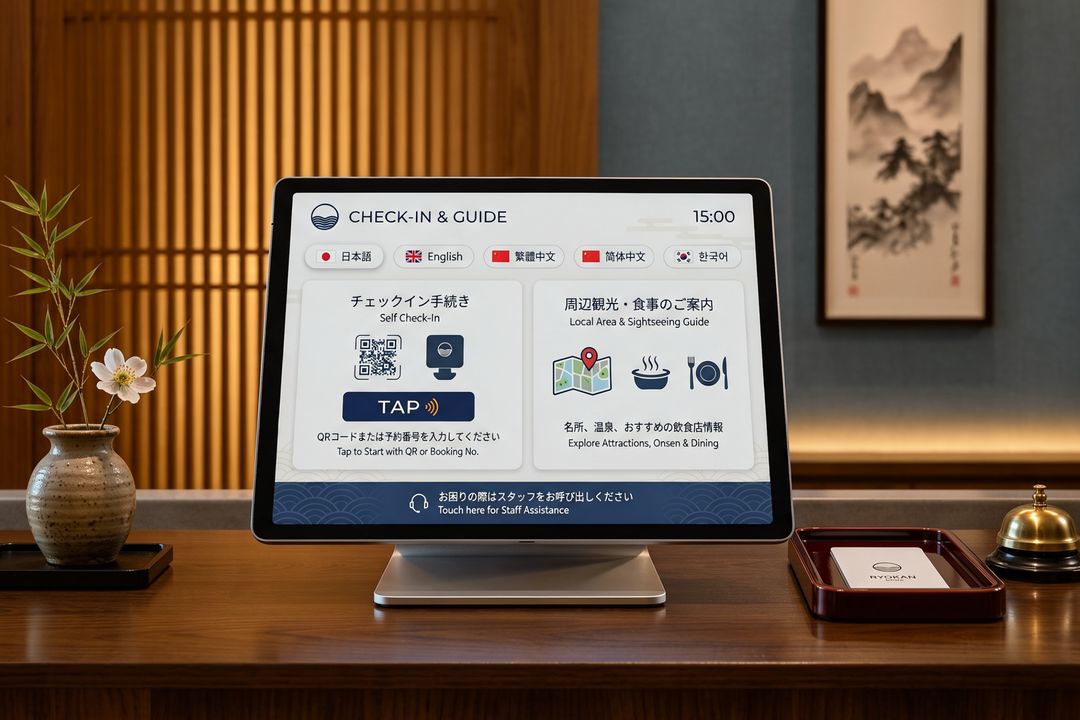 CHECK-IN & GUIDE
15:00
日本語
English
繁體中文
简体中文
한국어
チェックイン手続き
Self Check-In
TAP
QRコードまたは予約番号を入力してください
Tap to Start with QR or Booking No.
周辺観光・食事のご案内
Local Area & Sightseeing Guide
名所、温泉、おすすめの飲食店情報
Explore Attractions, Onsen & Dining
お困りの際はスタッフをお呼び出しください
Touch here for Staff Assistance
RYOKAN